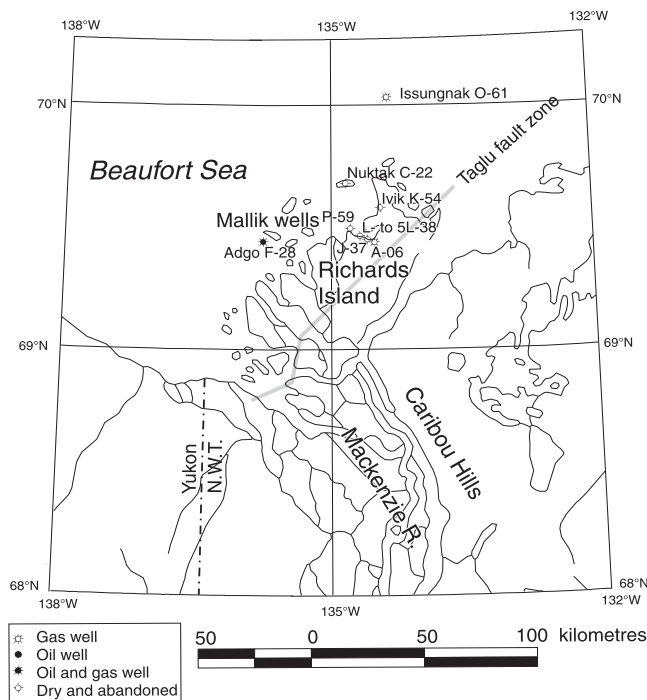 138°W
135°W
132°W
70°N
70°N
Issungnak O-61
Taglu fault zone
Beaufort Sea
Nuktak C-22
Ivik K-54
Mallik wells
P-59
L- to 5L-38
Adgo F-28
J-37
A-06
Richards
Island
69°N
69°N
Caribou Hills
Mackenzie R.
Yukon
N.W.T.
68°N
68°N
138°W
135°W
132°W
Gas well
Oil well
Oil and gas well
Dry and abandoned
50 0 50 100 kilometres